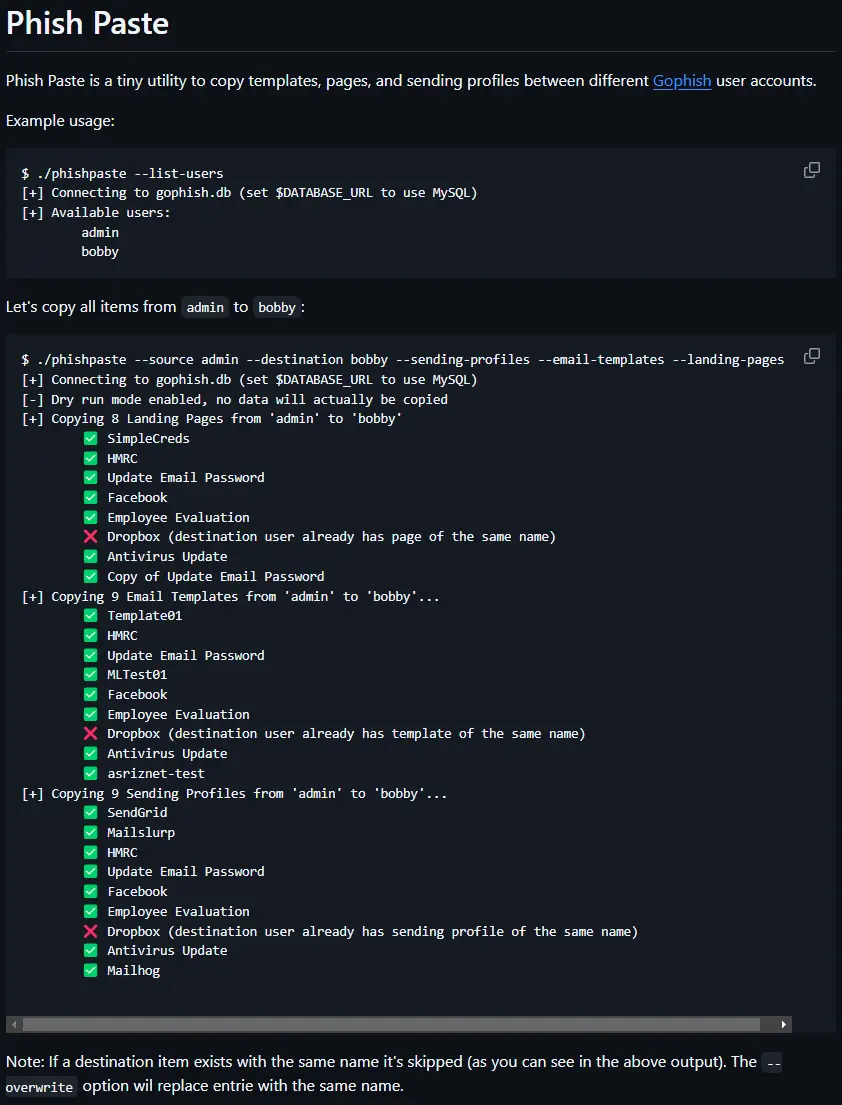 Phish Paste
Phish Paste is a tiny utility to copy templates, pages, and sending profiles between different Gophish user accounts.
Example usage:
$ ./phishpaste --list-users
[+] Connecting to gophish.db (set $DATABASE_URL to use MySQL)
[+] Available users:
admin
bobby
Let's copy all items from admin to bobby:
$ ./phishpaste --source admin --destination bobby --sending-profiles --email-templates --landing-pages
[+] Connecting to gophish.db (set $DATABASE_URL to use MySQL)
[-] Dry run mode enabled, no data will actually be copied
[+] Copying 8 Landing Pages from 'admin' to 'bobby'
✅ SimpleCreds
✅ HMRC
✅ Update Email Password
✅ Facebook
✅ Employee Evaluation
❌ Dropbox (destination user already has page of the same name)
✅ Antivirus Update
✅ Copy of Update Email Password
[+] Copying 9 Email Templates from 'admin' to 'bobby'...
✅ Template01
✅ HMRC
✅ Update Email Password
✅ MLTest01
✅ Facebook
✅ Employee Evaluation
❌ Dropbox (destination user already has template of the same name)
✅ Antivirus Update
✅ asriznet-test
[+] Copying 9 Sending Profiles from 'admin' to 'bobby'...
✅ SendGrid
✅ Mailslurp
✅ HMRC
✅ Update Email Password
✅ Facebook
✅ Employee Evaluation
❌ Dropbox (destination user already has sending profile of the same name)
✅ Antivirus Update
✅ Mailhog
Note: If a destination item exists with the same name it's skipped (as you can see in the above output). The --
overwrite option wil replace entrie with the same name.